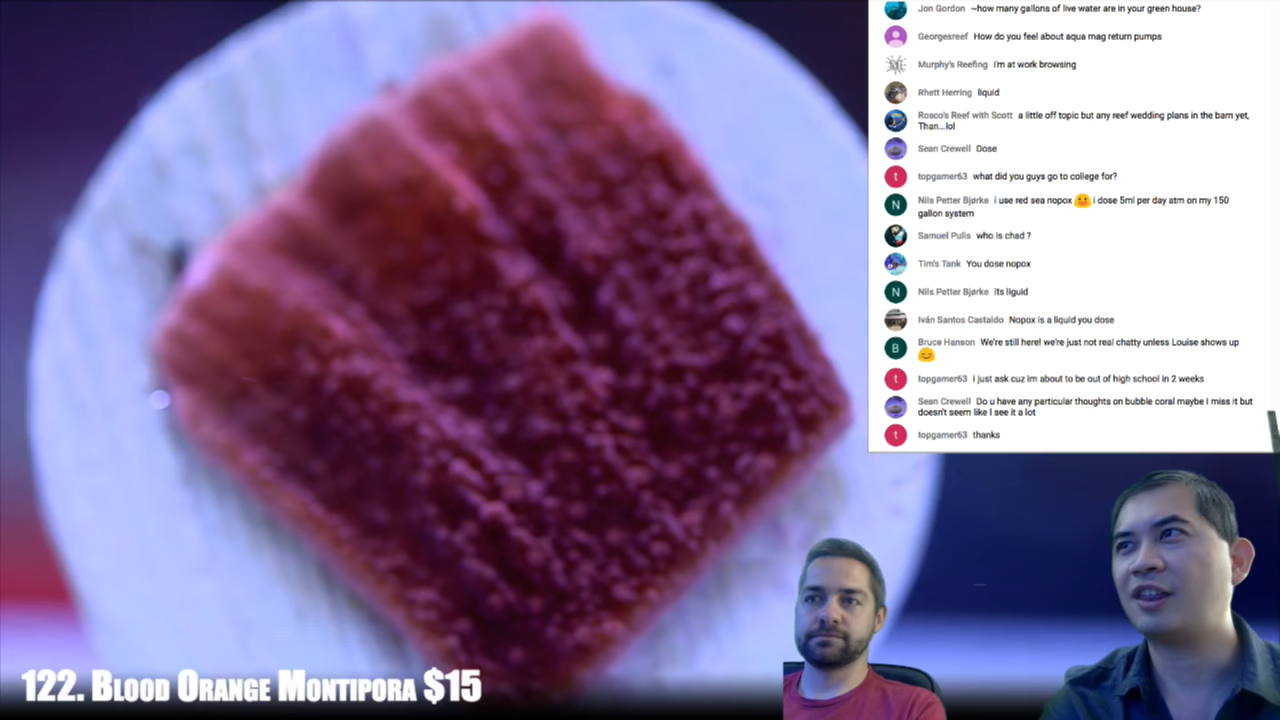 Jon Gordon ~how many gallons of live water are in your green house?
Georgesreef How do you feel about aqua mag return pumps
Murphy's Reefing I'm at work browsing
Rhett Herring liquid
Rosco's Reef with Scott a little off topic but any reef wedding plans in the barn yet,
Than...lol
Sean Crewell Dose
t topgamer63 what did you guys go to college for?
N Nils Petter Bjørke i use red sea nopox 😀 i dose 5ml per day atm on my 150
gallon system
Samuel Pulis who is chad ?
Tim's Tank You dose nopox
N Nils Petter Bjørke its liguid
Iván Santos Castaldo Nopox is a liquid you dose
B Bruce Hanson We're still here! we're just not real chatty unless Louise shows up
😊
t topgamer63 i just ask cuz im about to be out of high school in 2 weeks
Sean Crewell Do u have any particular thoughts on bubble coral maybe I miss it but
doesn't seem like I see it a lot
t topgamer63 thanks
122. Blood Orange Montipora $15